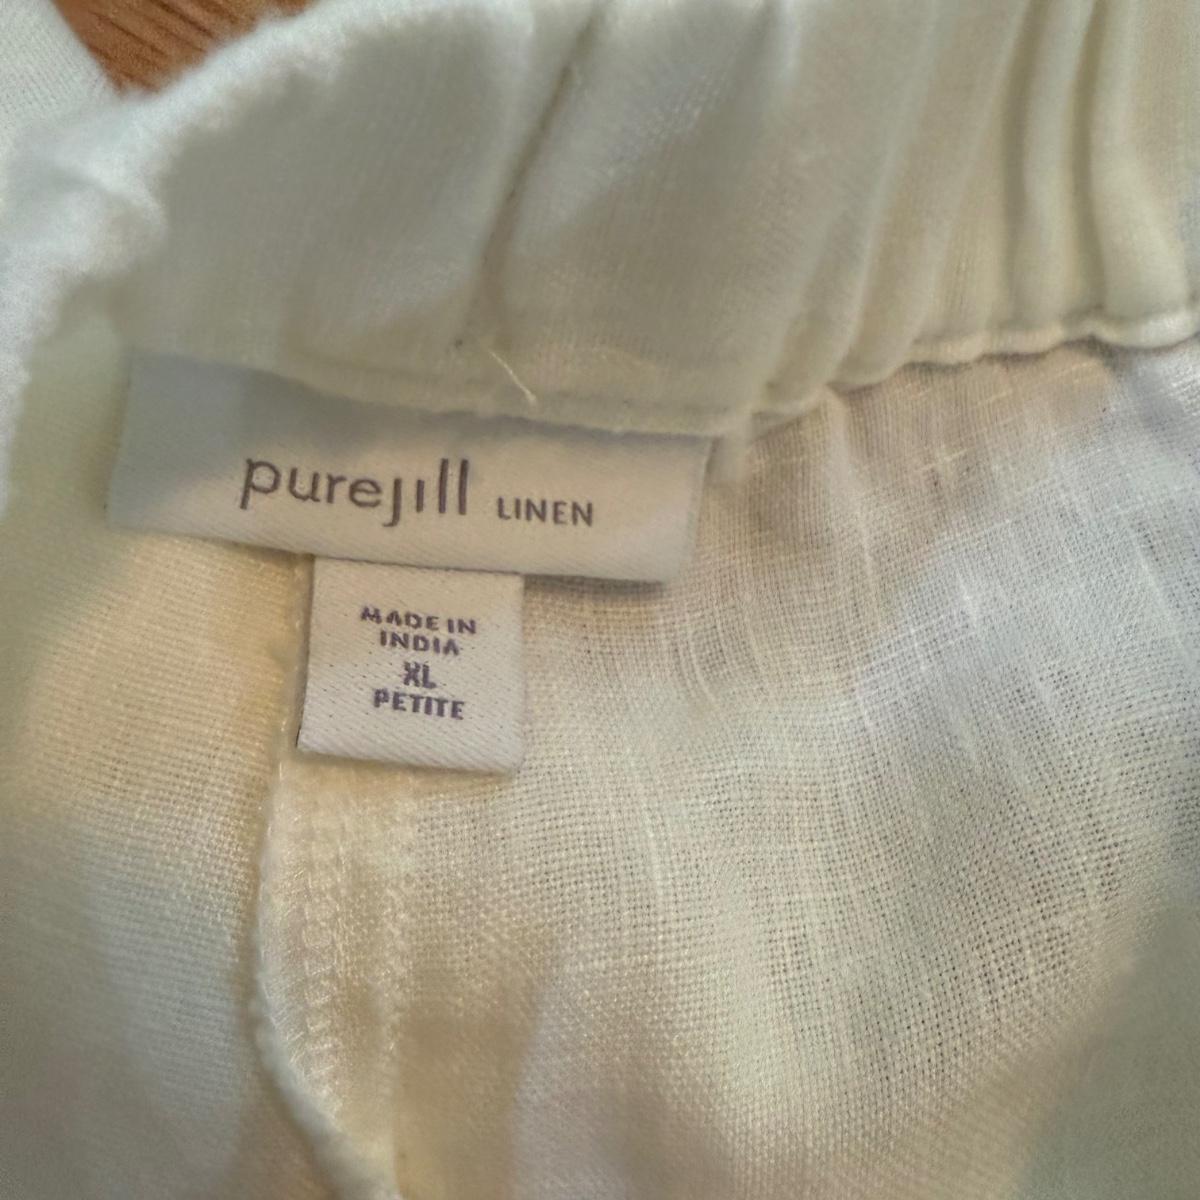 purejill LINEN
MADE IN
INDIA
XL
PETITE